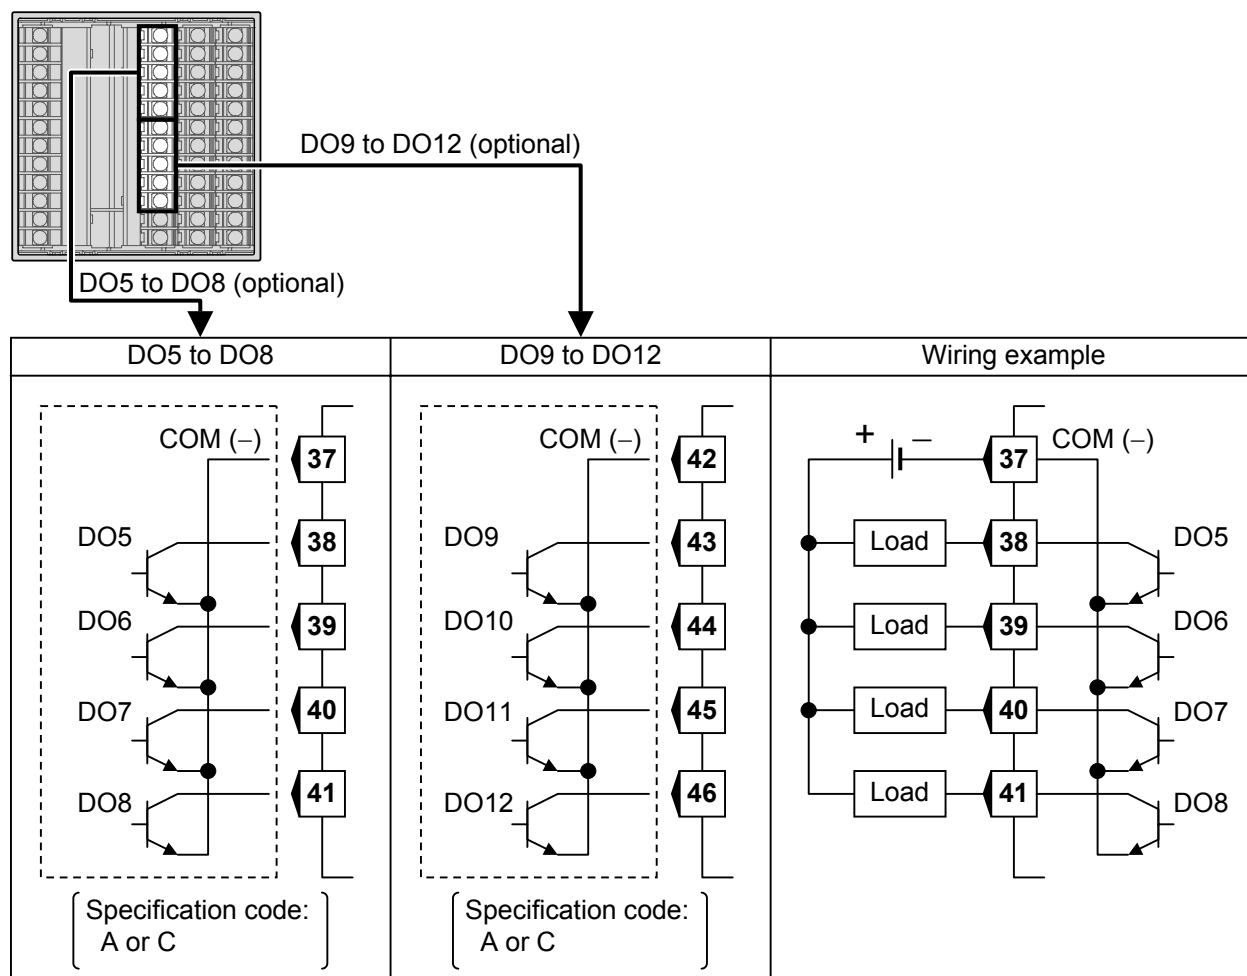 DO9 to DO12 (optional)
DO5 to DO8 (optional)
DO5 to DO8
COM (–)
37
DO5
38
DO6
39
DO7
40
DO8
41
Specification code:
A or C
DO9 to DO12
COM (–)
42
DO9
43
DO10
44
DO11
45
DO12
46
Specification code:
A or C
Wiring example
+ –
37
COM (–)
Load
38
DO5
Load
39
DO6
Load
40
DO7
Load
41
DO8